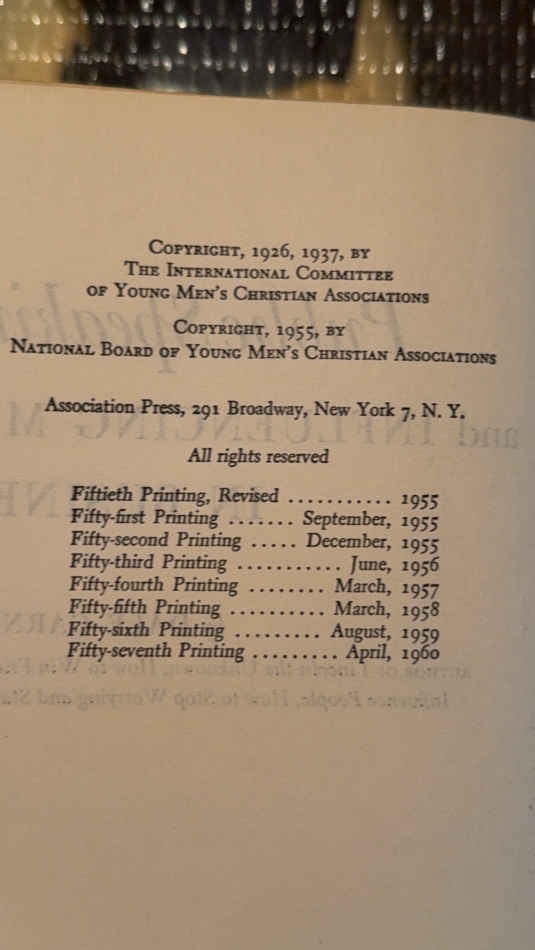 Copyright, 1926, 1937, by
The International Committee
of Young Men's Christian Associations
Copyright, 1955, by
National Board of Young Men's Christian Associations
Association Press, 291 Broadway, New York 7, N. Y.
All rights reserved
Fiftieth Printing, Revised ........... 1955
Fifty-first Printing ....... September, 1955
Fifty-second Printing ..... December, 1955
Fifty-third Printing ........... June, 1956
Fifty-fourth Printing ........ March, 1957
Fifty-fifth Printing .......... March, 1958
Fifty-sixth Printing ......... August, 1959
Fifty-seventh Printing ......... April, 1960